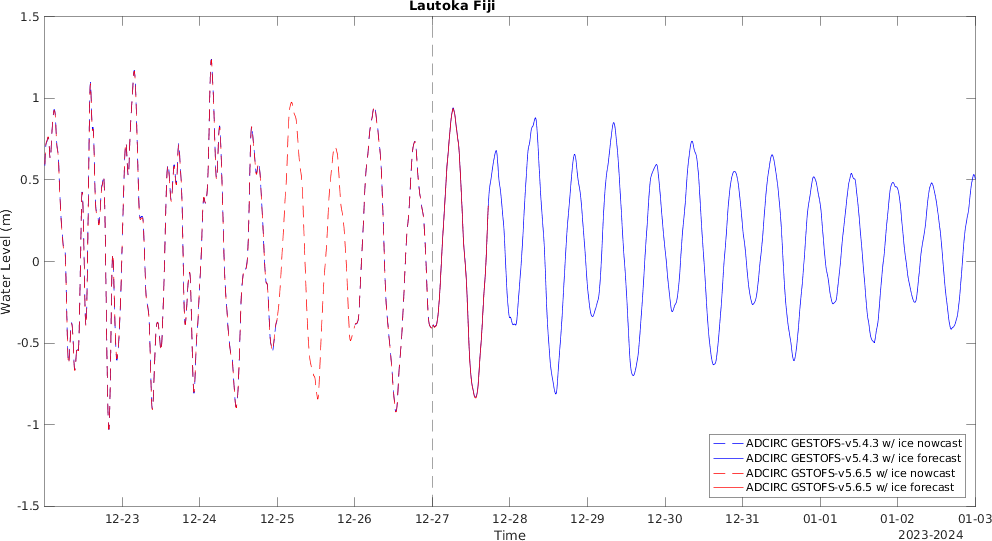 Lautoka Fiji
1.5
1
0.5
0
-0.5
-1
-1.5
Water Level (m)
ADCIRC GESTOFS-v5.4.3 w/ ice nowcast
ADCIRC GESTOFS-v5.4.3 w/ ice forecast
ADCIRC GSTOFS-v5.6.5 w/ ice nowcast
ADCIRC GSTOFS-v5.6.5 w/ ice forecast
12-23 12-24 12-25 12-26 12-27 12-28 12-29 12-30 12-31 01-01 01-02 01-03
Time
2023-2024